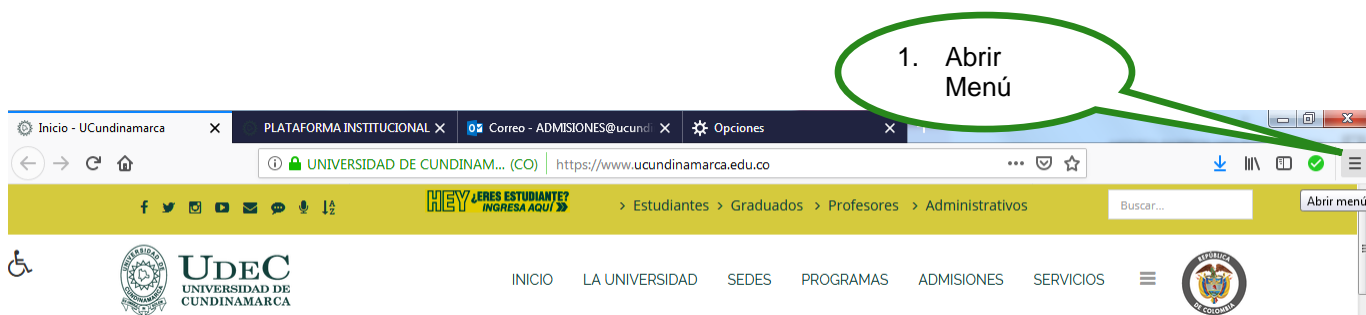 1. Abrir
Menú
Inicio - UCundinamarca
PLATAFORMA INSTITUCIONAL
Correo - ADMISIONES@ucundi
Opciones
UNIVERSIDAD DE CUNDINAM... (CO)
https://www.ucundinamarca.edu.co
HEY ¿ERES ESTUDIANTE?
INGRESA AQUÍ
> Estudiantes > Graduados > Profesores > Administrativos
Buscar...
Abrir menú
UDEC
UNIVERSIDAD DE
CUNDINAMARCA
INICIO LA UNIVERSIDAD SEDES PROGRAMAS ADMISIONES SERVICIOS
REPÚBLICA
DE COLOMBIA